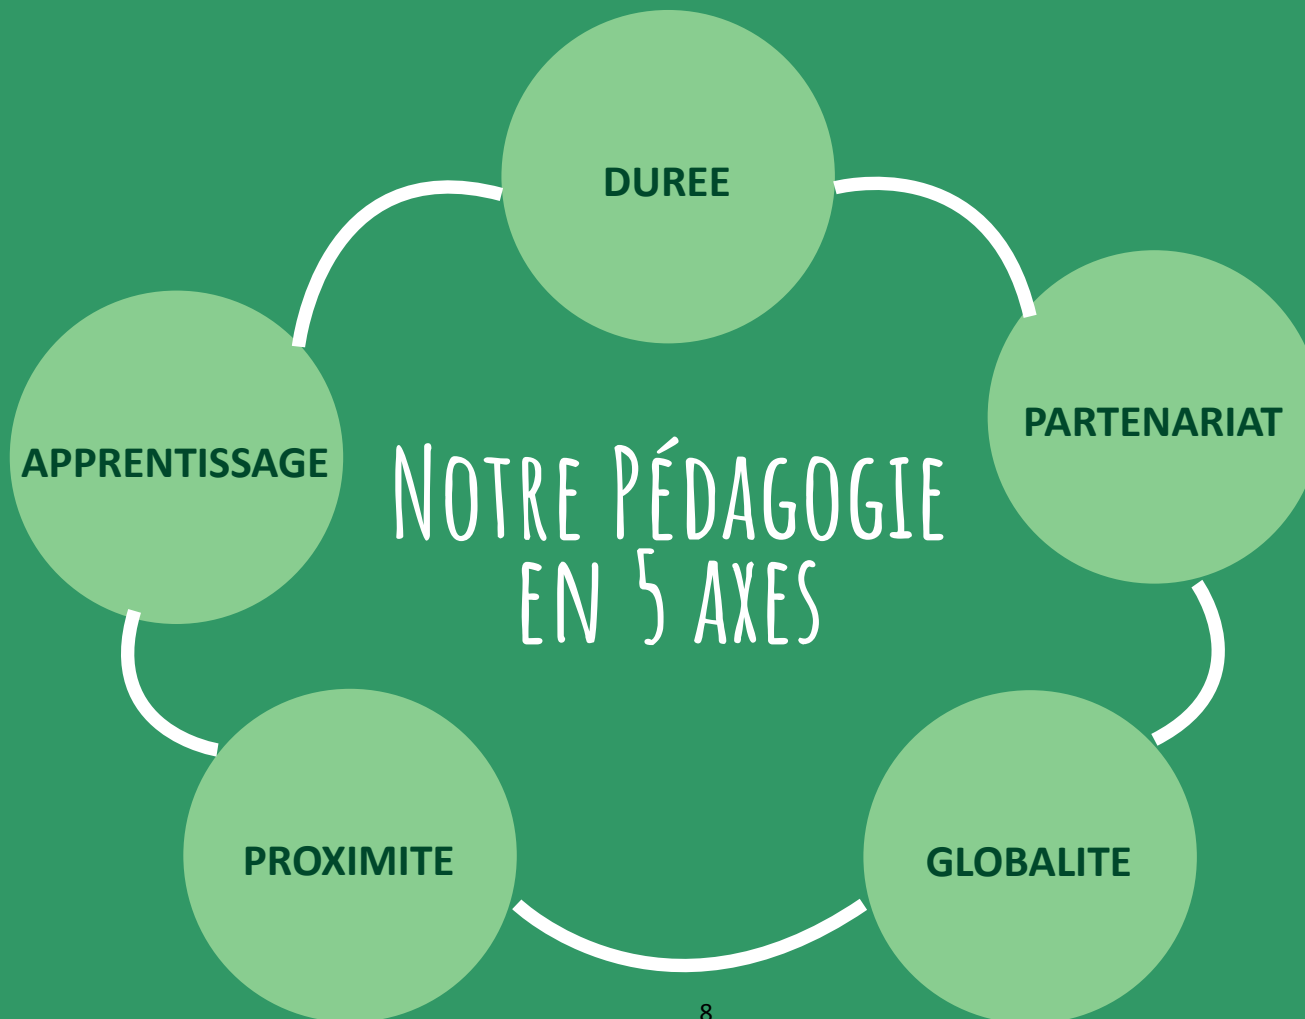 DUREE
PARTENARIAT
APPRENTISSAGE
Notre Pédagogie
en 5 axes
PROXIMITE
GLOBALITE
8